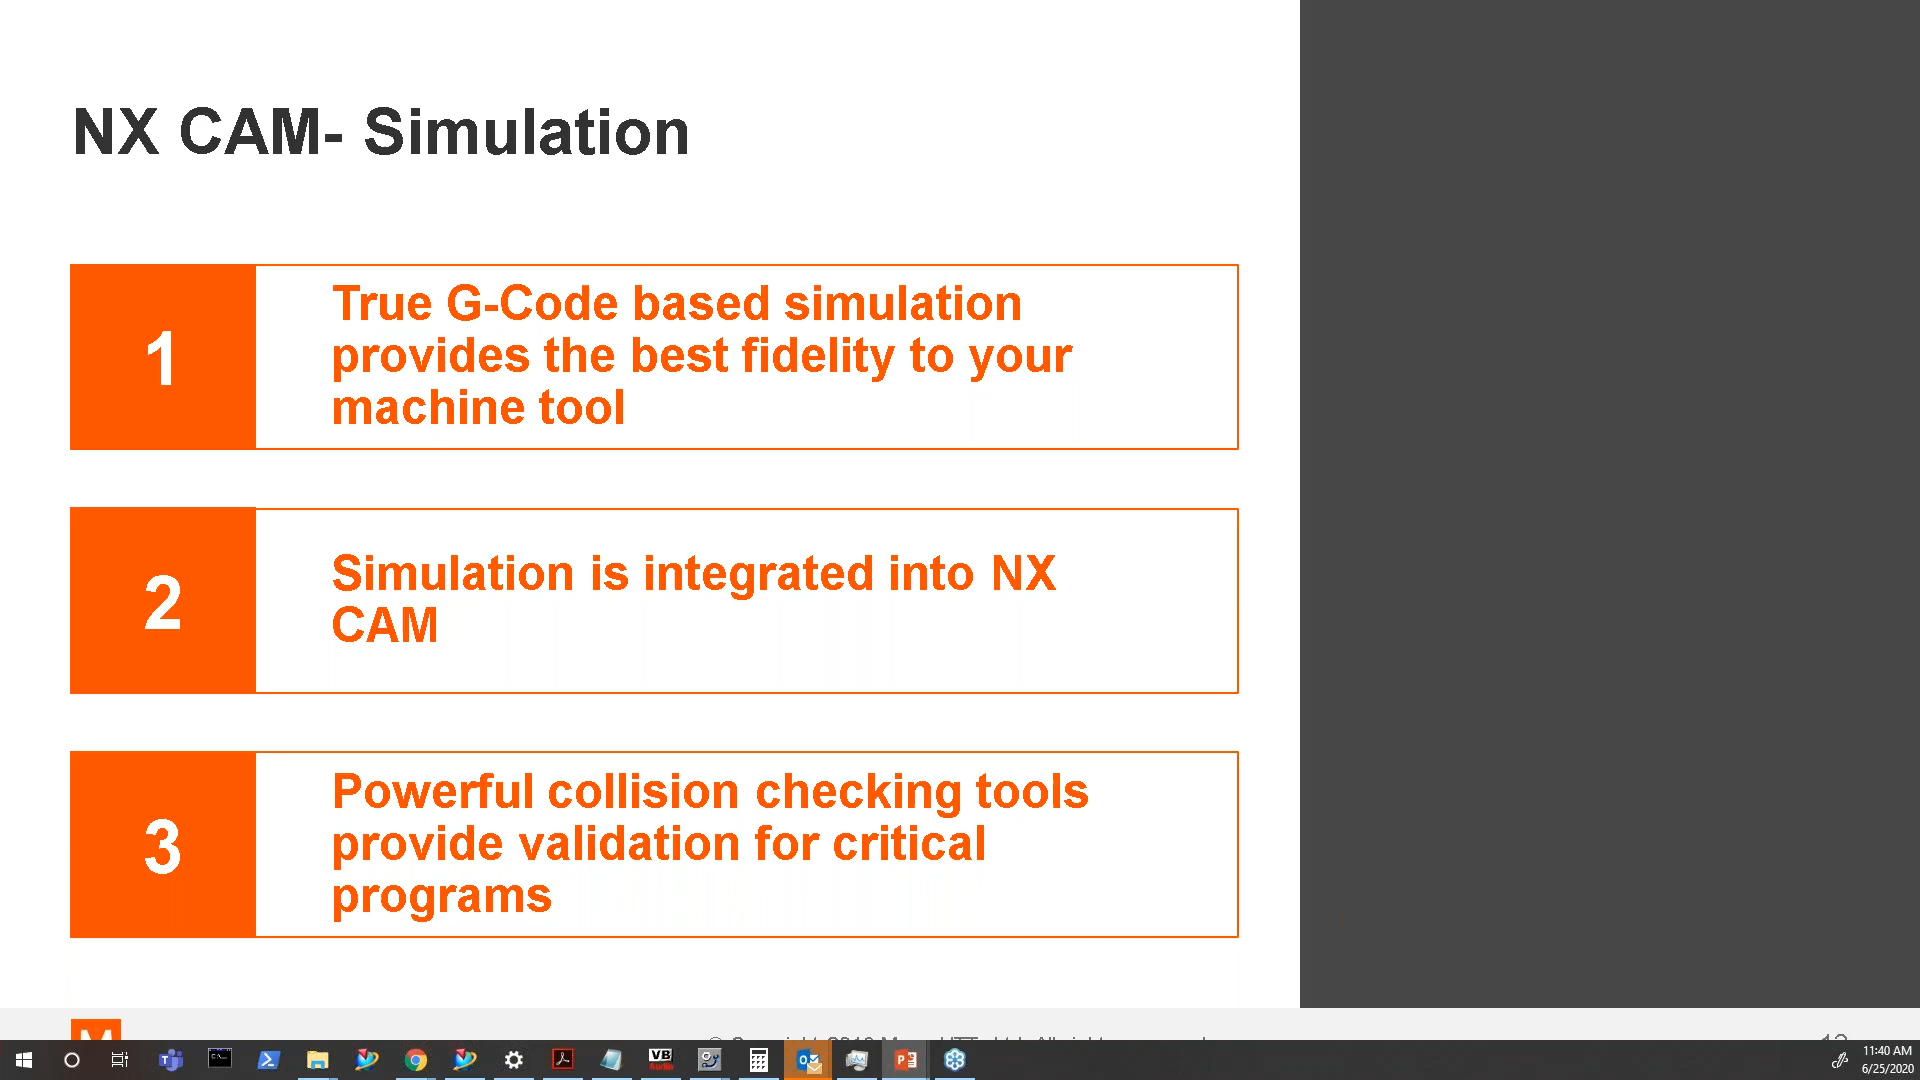 NX CAM- Simulation
1
True G-Code based simulation
provides the best fidelity to your
machine tool
2
Simulation is integrated into NX
CAM
3
Powerful collision checking tools
provide validation for critical
programs
VB
11:40 AM
6/25/2020